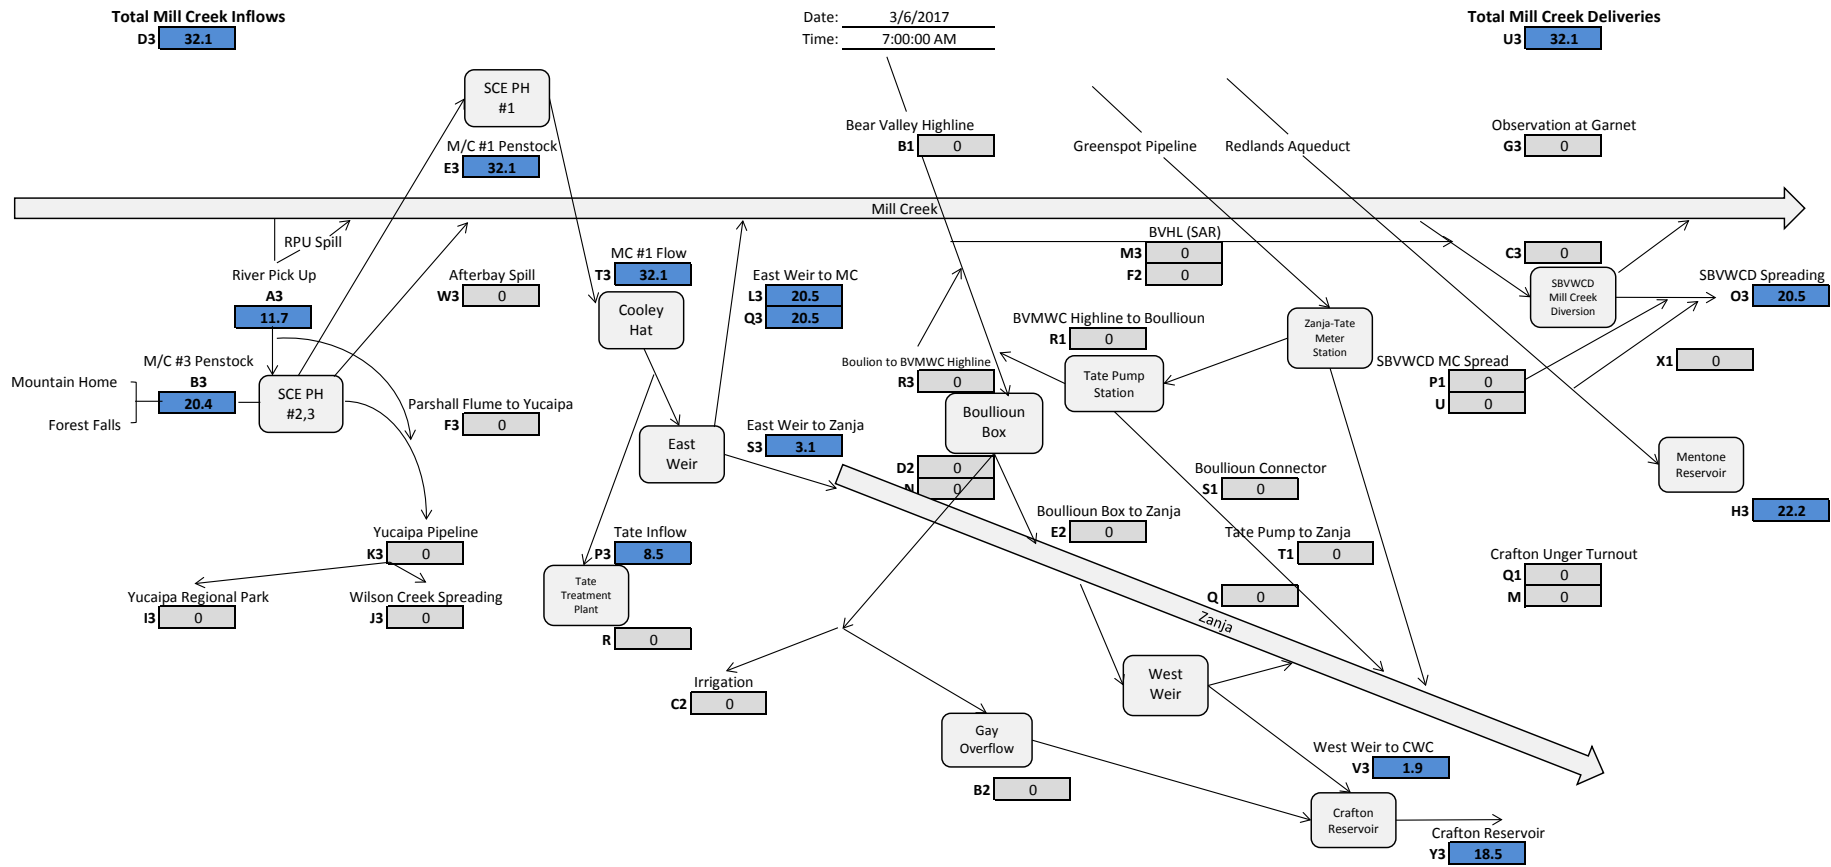 Total Mill Creek Inflows
D3 32.1
Date: 3/6/2017
Time: 7:00:00 AM
Total Mill Creek Deliveries
U3 32.1
SCE PH
#1
M/C #1 Penstock
E3 32.1
Bear Valley Highline
B1 0
Greenspot Pipeline
Redlands Aqueduct
Observation at Garnet
G3 0
Mill Creek
RPU Spill
River Pick Up
A3
11.7
Afterbay Spill
W3 0
MC #1 Flow
T3 32.1
Cooley
Hat
East Weir to MC
L3 20.5
Q3 20.5
BVHL (SAR)
M3 0
F2 0
C3 0
SBVWCD
Mill Creek
Diversion
SBVWCD Spreading
O3 20.5
BVMWC Highline to Boullioun
R1 0
Zanja-Tate
Meter
Station
M/C #3 Penstock
B3
20.4
Mountain Home
Forest Falls
SCE PH
#2,3
Boulion to BVMWC Highline
R3 0
Tate Pump
Station
SBVWCD MC Spread
P1 0
U 0
X1 0
Parshall Flume to Yucaipa
F3 0
Boullioun
Box
East
Weir
East Weir to Zanja
S3 3.1
D2 0
N 0
Boullioun Connector
S1 0
Mentone
Reservoir
H3 22.2
Boullioun Box to Zanja
E2 0
Tate Pump to Zanja
T1 0
Yucaipa Pipeline
K3 0
Tate Inflow
P3 8.5
Tate
Treatment
Plant
R 0
Crafton Unger Turnout
Q1 0
M 0
Yucaipa Regional Park
I3 0
Wilson Creek Spreading
J3 0
Q 0
Zanja
Irrigation
C2 0
West
Weir
Gay
Overflow
B2 0
West Weir to CWC
V3 1.9
Crafton
Reservoir
Crafton Reservoir
Y3 18.5